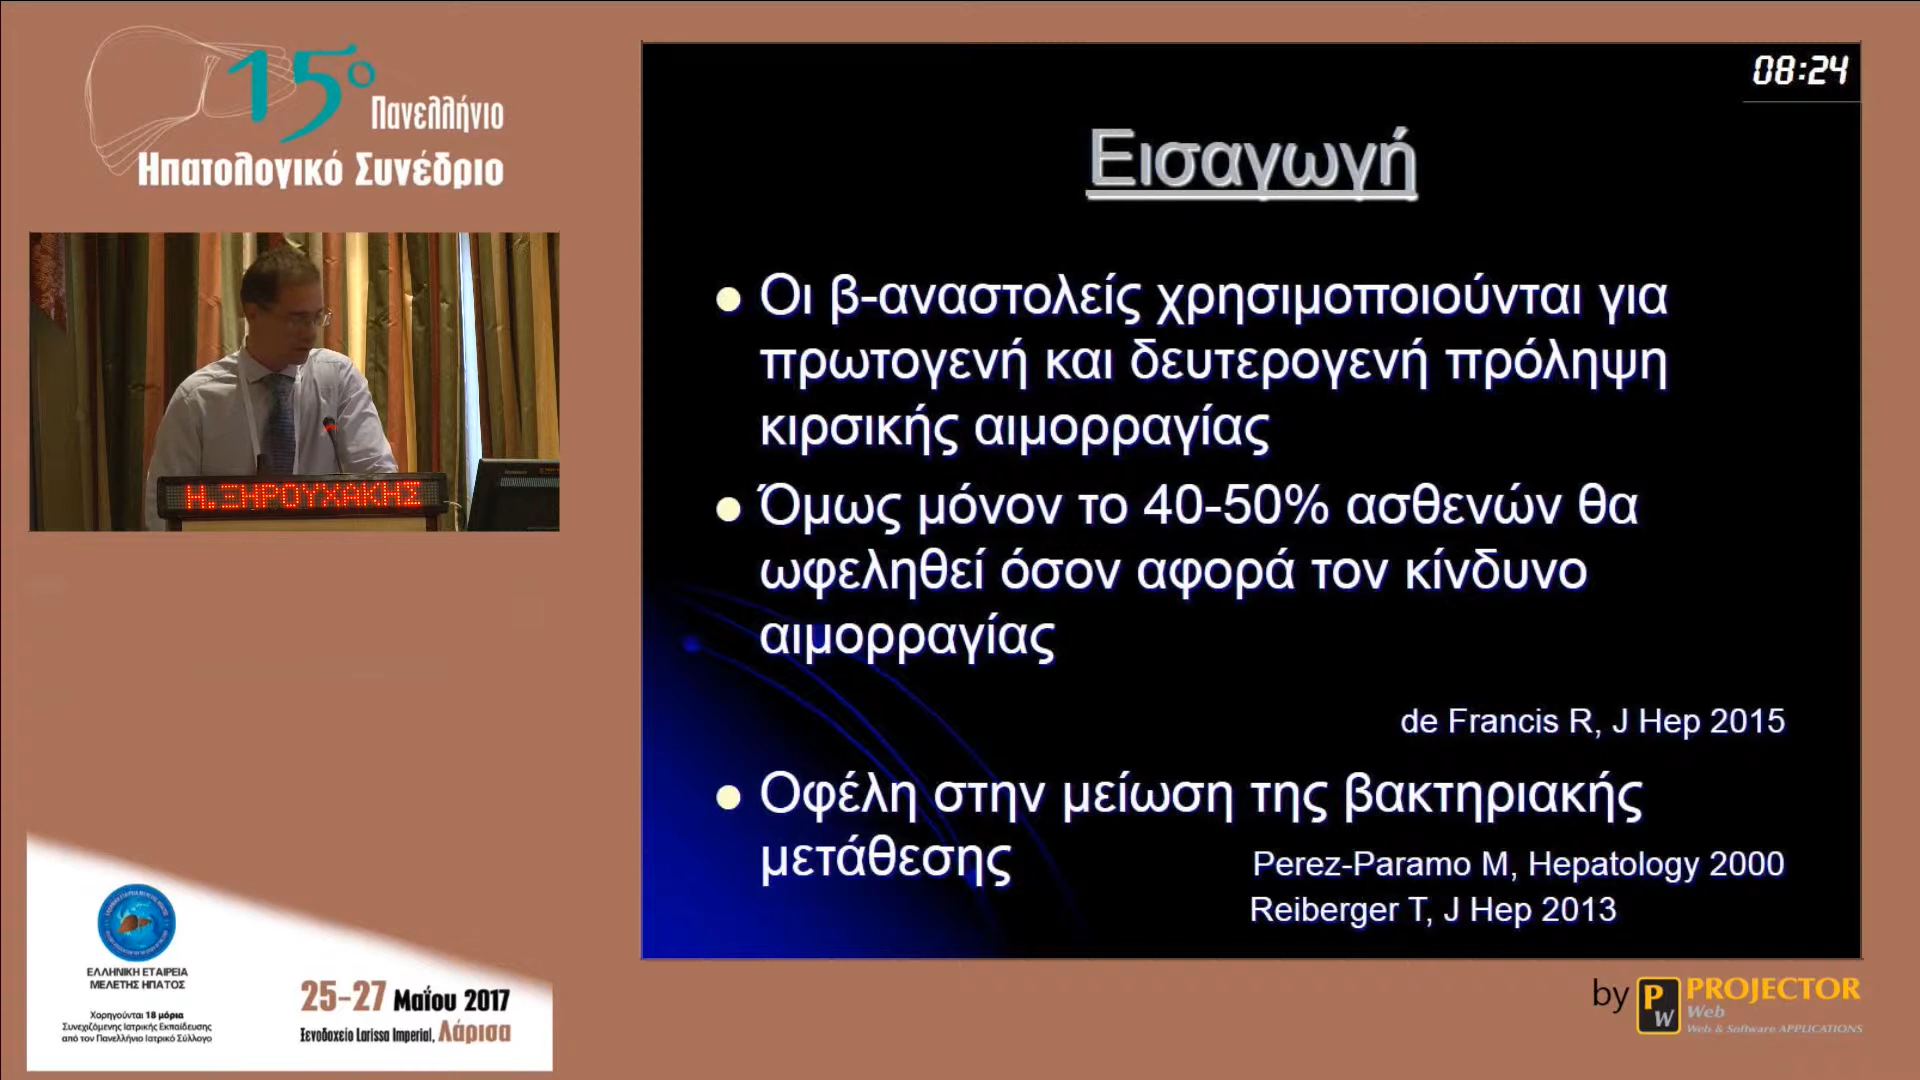 15ο
Πανελλήνιο
Ηπατολογικό Συνέδριο
Η.ΞΗΡΟΥΧΑΚΗΣ
08:24
Εισαγωγή
Οι β-αναστολείς χρησιμοποιούνται για
πρωτογενή και δευτερογενή πρόληψη
κιρσικής αιμορραγίας
Όμως μόνον το 40-50% ασθενών θα
ωφεληθεί όσον αφορά τον κίνδυνο
αιμορραγίας
de Francis R, J Hep 2015
Οφέλη στην μείωση της βακτηριακής
μετάθεσης
Perez-Paramo M, Hepatology 2000
Reiberger T, J Hep 2013
ΕΛΛΗΝΙΚΗ ΕΤΑΙΡΕΙΑ
ΜΕΛΕΤΗΣ ΗΠΑΤΟΣ
Χορηγούνται 18 μόρια
Συνεχιζόμενης Ιατρικής Εκπαίδευσης
από τον Πανελλήνιο Ιατρικό Σύλλογο
25-27 Μαΐου 2017
Ξενοδοχείο Larissa Imperial, Λάρισα
by PW PROJECTOR
Web
Web & Software APPLICATIONS